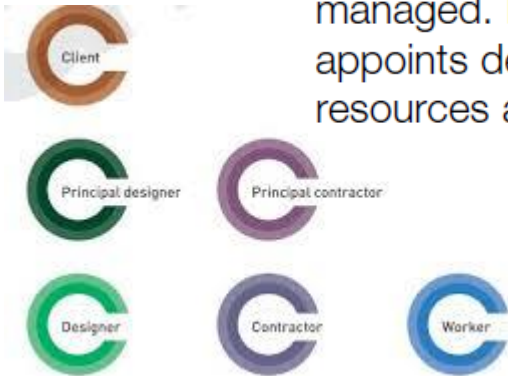 managed.
Client
appoints de
resources a
Principal designer
Principal contractor
Designer
Contractor
Worker